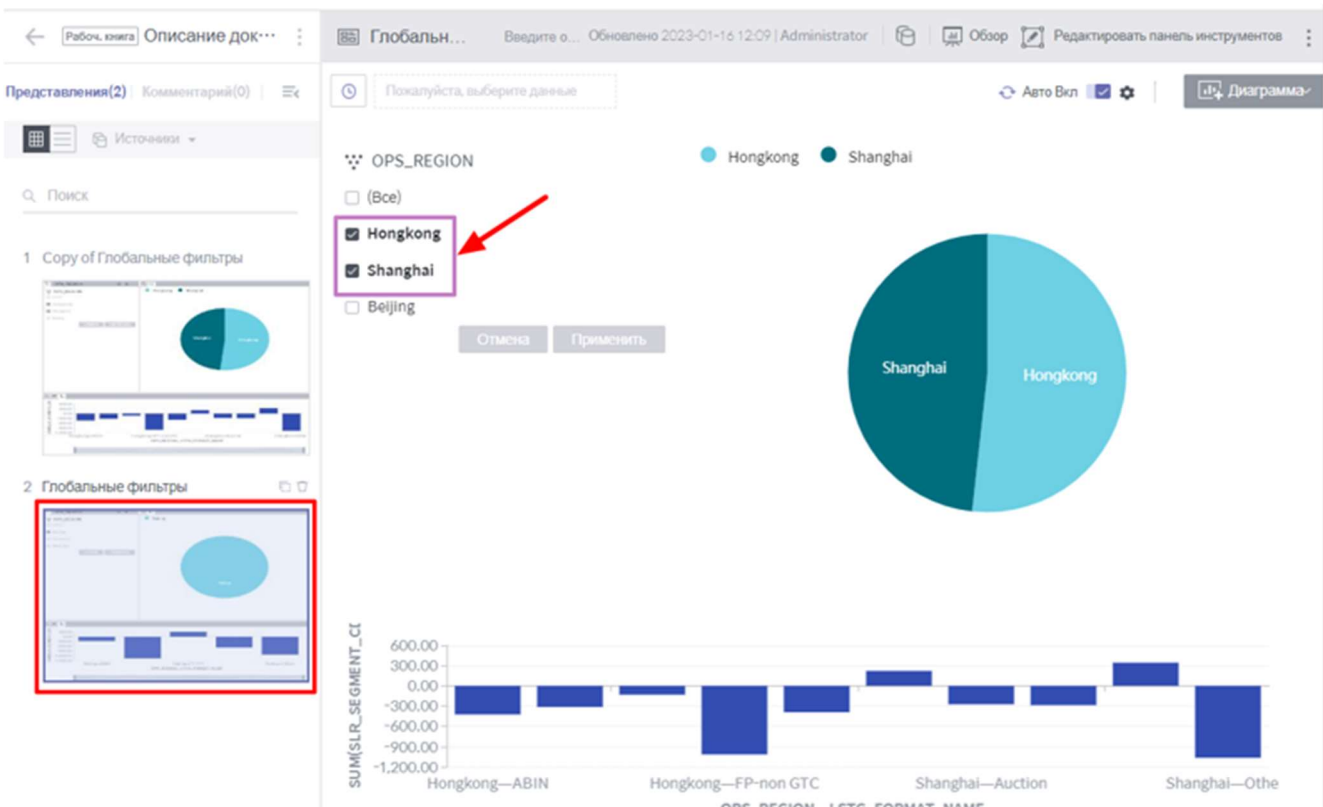 Рабоч. книга Описание док···
Глобальн... Введите о... Обновлено 2023-01-16 12:09 | Administrator Обзор Редактировать панель инструментов
Представления(2) Комментарий(0)
Пожалуйста, выберите данные Авто Вкл Диаграмма
Источники
Поиск
1 Copy of Глобальные фильтры
2 Глобальные фильтры
OPS_REGION
(Все)
Hongkong
Shanghai
Beijing
Отмена Применить
Hongkong Shanghai
Shanghai Hongkong
SUM(SLR_SEGMENT_C
600.00
300.00
0.00
-300.00
-600.00
-900.00
-1,200.00
Hongkong—ABIN Hongkong—FP-non GTC Shanghai—Auction Shanghai—Othe
OPS_REGION LSTG_FORMAT_NAME